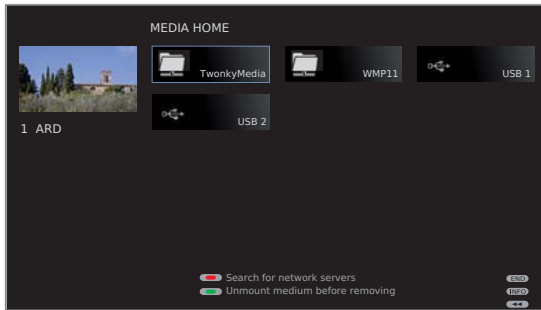 MEDIA HOME
TwonkyMedia
WMP11
USB 1
USB 2
1 ARD
Search for network servers
Unmount medium before removing
END
INFO